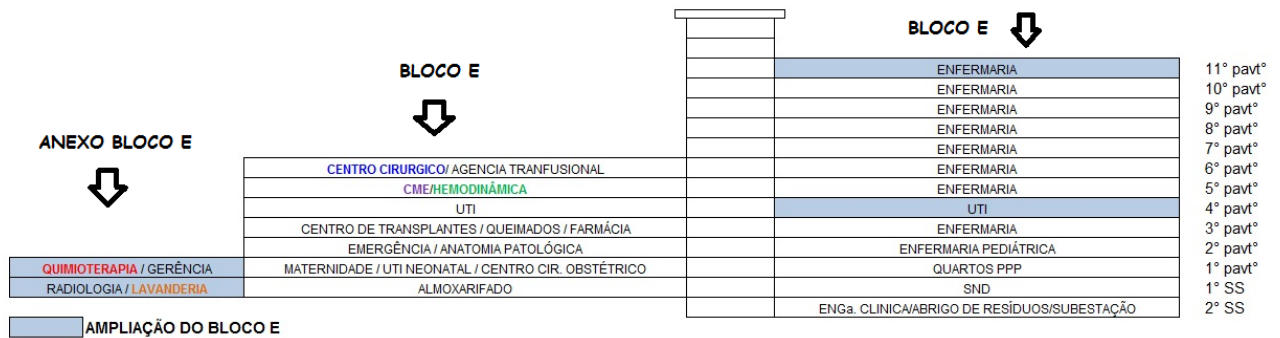 BLOCO E
BLOCO E
ANEXO BLOCO E
ENFERMARIA 11° pavt°
ENFERMARIA 10° pavt°
ENFERMARIA 9° pavt°
ENFERMARIA 8° pavt°
ENFERMARIA 7° pavt°
CENTRO CIRURGICO/ AGENCIA TRANFUSIONAL ENFERMARIA 6° pavt°
CME/HEMODINÂMICA ENFERMARIA 5° pavt°
UTI UTI 4° pavt°
CENTRO DE TRANSPLANTES / QUEIMADOS / FARMÁCIA ENFERMARIA 3° pavt°
EMERGÊNCIA / ANATOMIA PATOLÓGICA ENFERMARIA PEDIÁTRICA 2° pavt°
QUIMIOTERAPIA / GERÊNCIA MATERNIDADE / UTI NEONATAL / CENTRO CIR. OBSTÉTRICO QUARTOS PPP 1° pavt°
RADIOLOGIA / LAVANDERIA ALMOXARIFADO SND 1° SS
ENGa. CLINICA/ABRIGO DE RESÍDUOS/SUBESTAÇÃO 2° SS
AMPLIAÇÃO DO BLOCO E